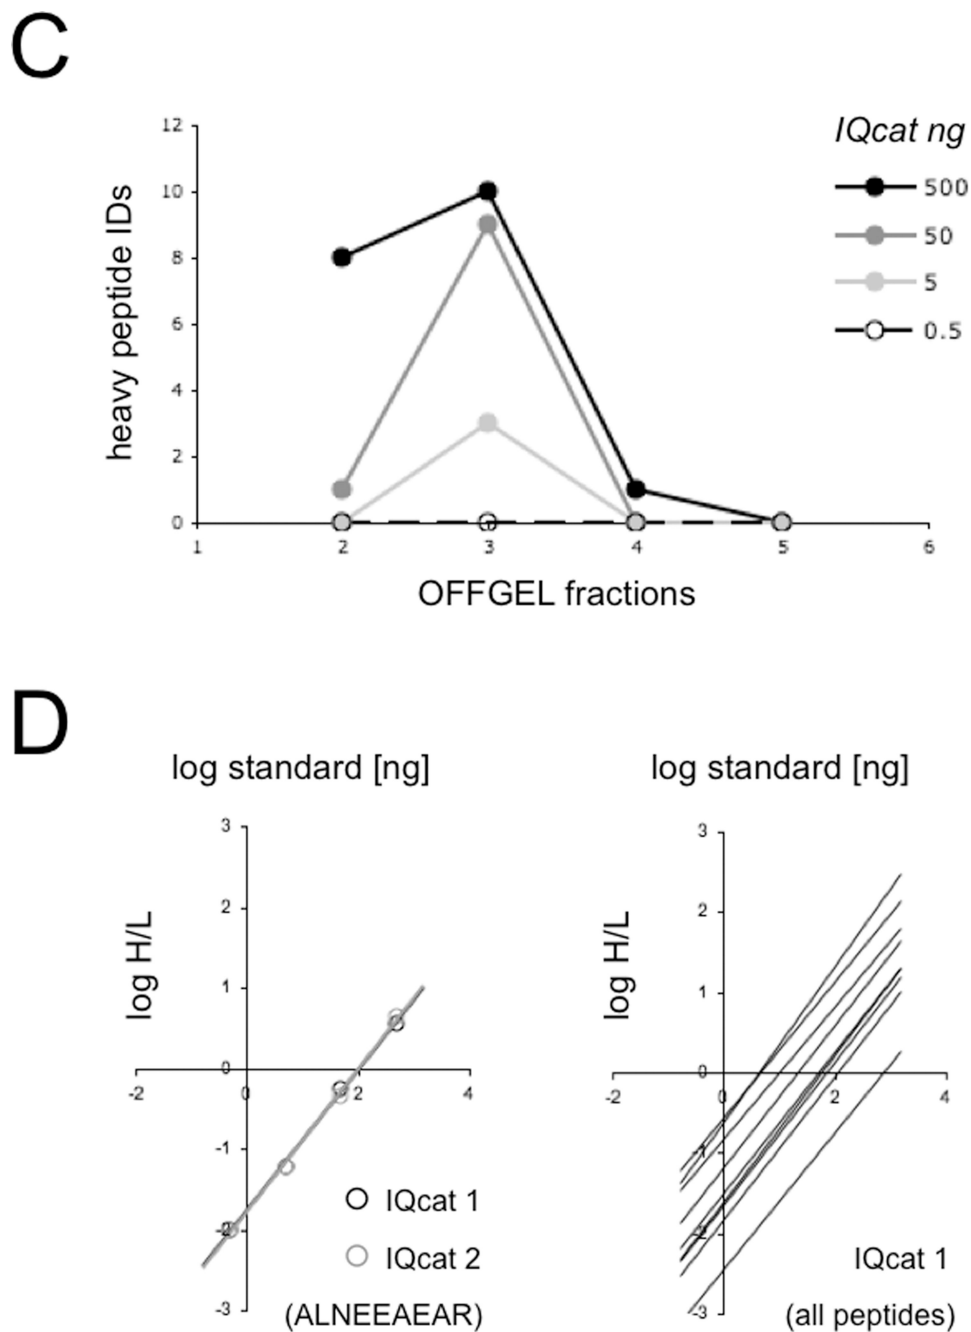 C
IQcat ng
500
50
5
0.5
heavy peptide IDs
12
10
8
6
4
2
0
1 2 3 4 5 6
OFFGEL fractions
D
log standard [ng]
log H/L
3
2
1
0
-2 0 2 4
-1
-2
-3
IQcat 1
IQcat 2
(ALNEEAEAR)
log standard [ng]
log H/L
3
2
1
0
-2 0 2 4
-1
-2
-3
IQcat 1
(all peptides)